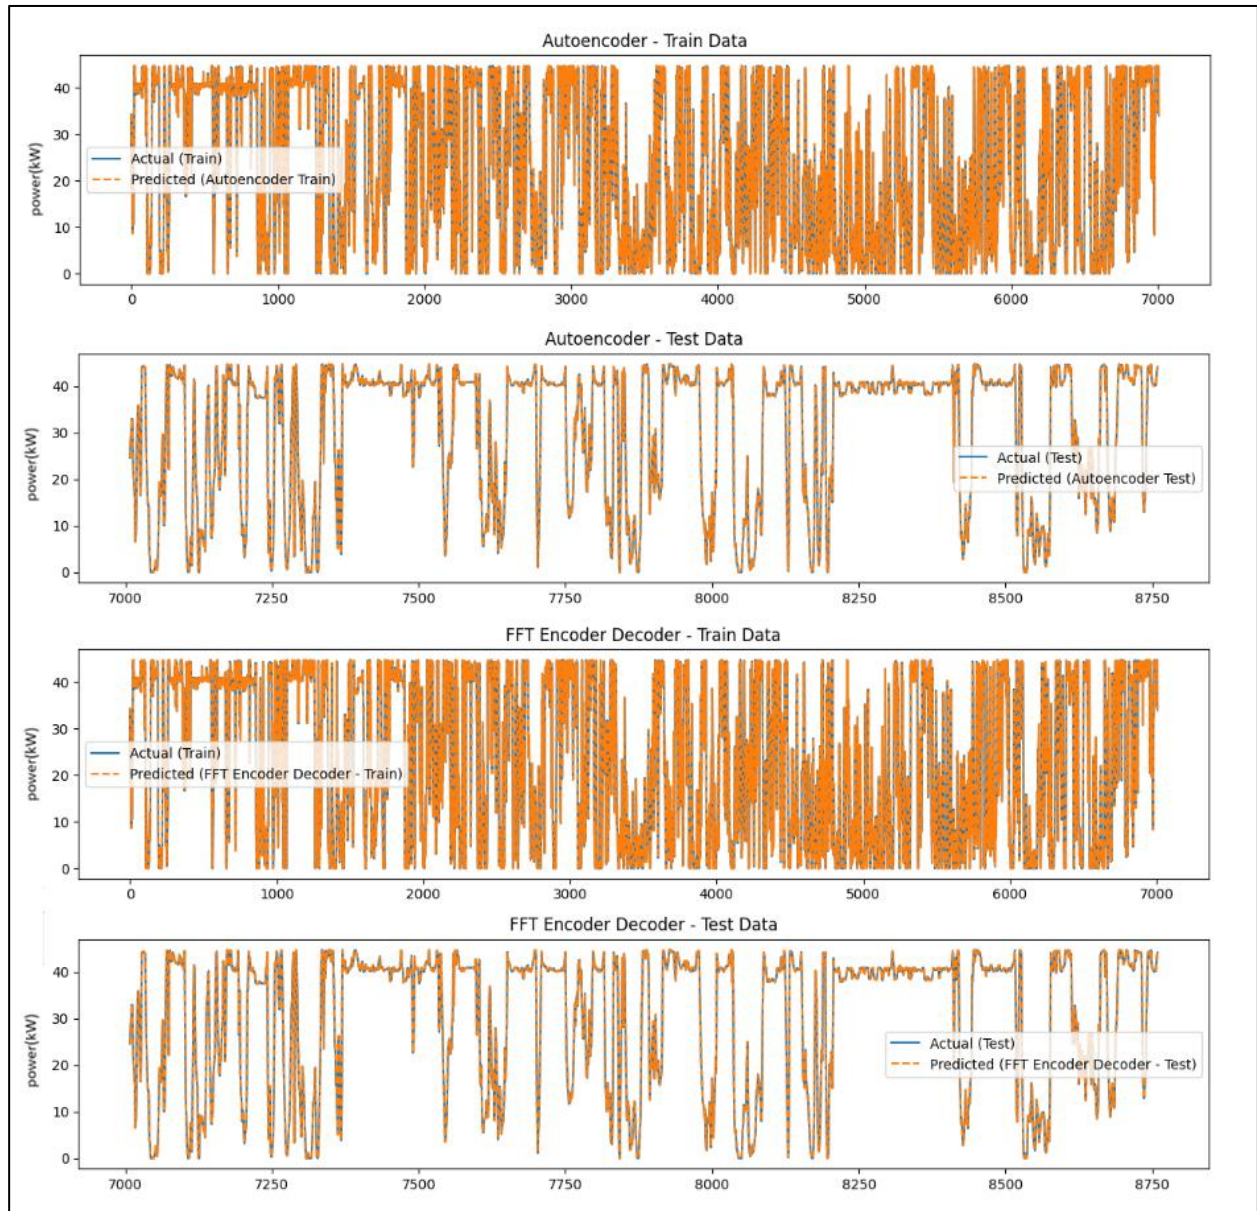 Autoencoder - Train Data
power(kW)
40
30
20
10
0
Actual (Train)
Predicted (Autoencoder Train)
0 1000 2000 3000 4000 5000 6000 7000
Autoencoder - Test Data
power(kW)
40
30
20
10
0
Actual (Test)
Predicted (Autoencoder Test)
7000 7250 7500 7750 8000 8250 8500 8750
FFT Encoder Decoder - Train Data
power(kW)
40
30
20
10
0
Actual (Train)
Predicted (FFT Encoder Decoder - Train)
0 1000 2000 3000 4000 5000 6000 7000
FFT Encoder Decoder - Test Data
power(kW)
40
30
20
10
0
Actual (Test)
Predicted (FFT Encoder Decoder - Test)
7000 7250 7500 7750 8000 8250 8500 8750